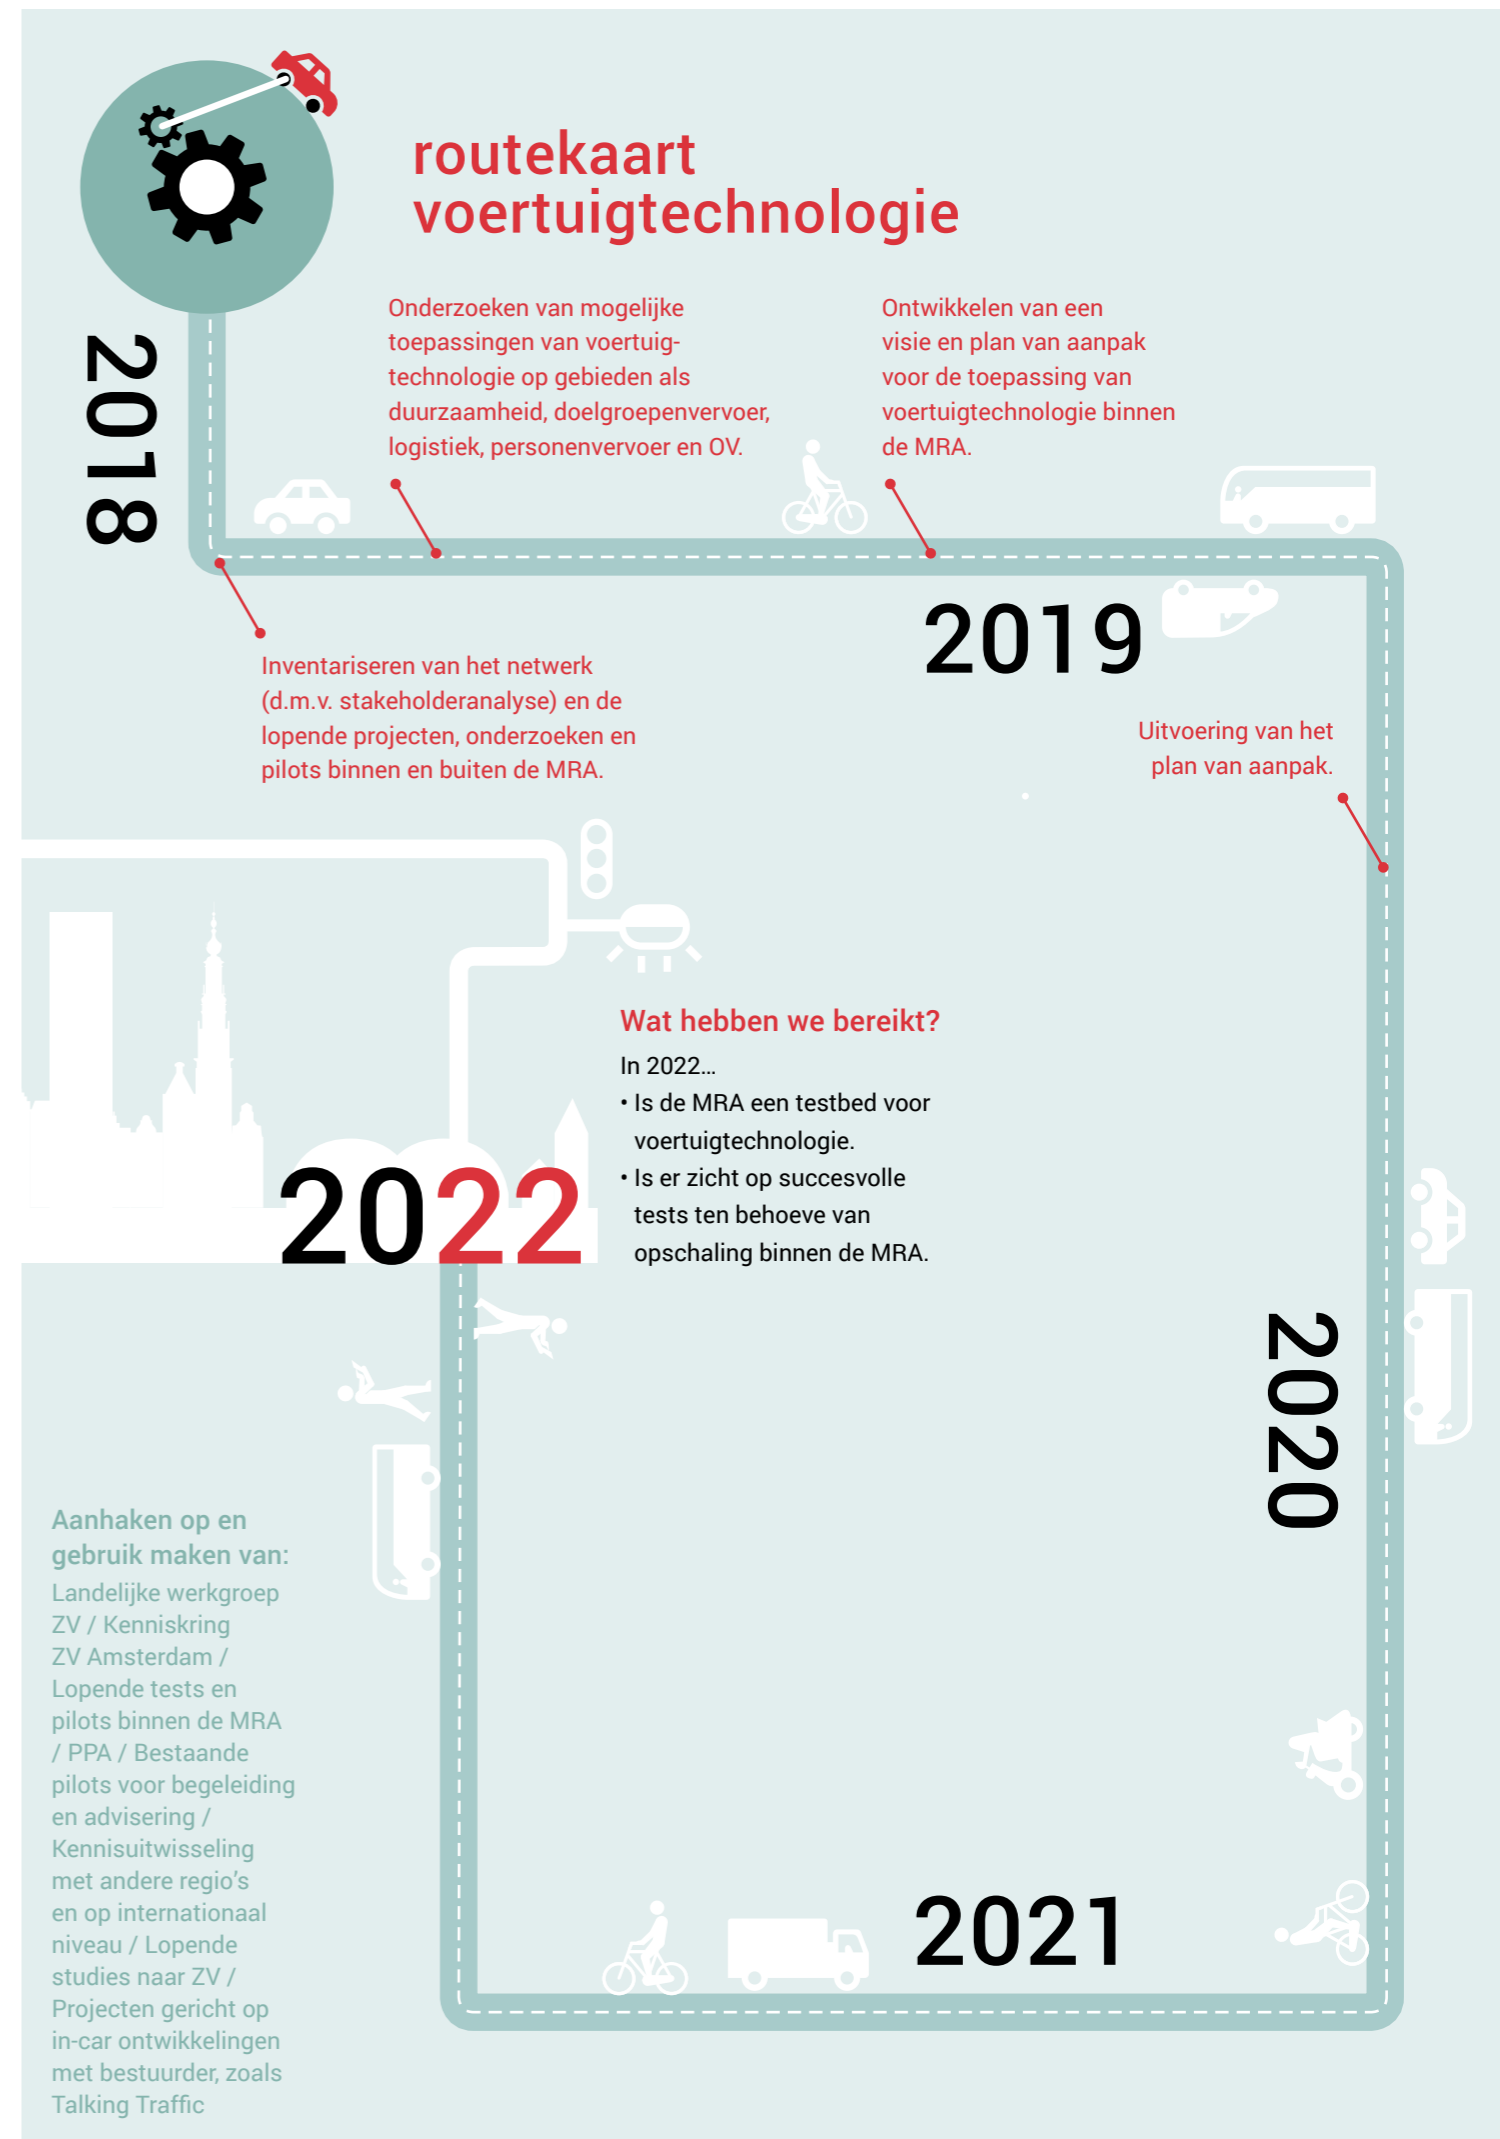 routekaart
voertuigtechnologie
2018
Onderzoeken van mogelijke
toepassingen van voertuig-
technologie op gebieden als
duurzaamheid, doelgroepenvervoer,
logistiek, personenvervoer en OV.
Ontwikkelen van een
visie en plan van aanpak
voor de toepassing van
voertuigtechnologie binnen
de MRA.
2019
Inventariseren van het netwerk
(d.m.v. stakeholderanalyse) en de
lopende projecten, onderzoeken en
pilots binnen en buiten de MRA.
Uitvoering van het
plan van aanpak.
Wat hebben we bereikt?
In 2022...
• Is de MRA een testbed voor
voertuigtechnologie.
• Is er zicht op succesvolle
tests ten behoeve van
opschaling binnen de MRA.
2022
2020
Aanhaken op en
gebruik maken van:
Landelijke werkgroep
ZV / Kenniskring
ZV Amsterdam /
Lopende tests en
pilots binnen de MRA
/ PPA / Bestaande
pilots voor begeleiding
en advisering /
Kennisuitwisseling
met andere regio's
en op internationaal
niveau / Lopende
studies naar ZV /
Projecten gericht op
in-car ontwikkelingen
met bestuurder, zoals
Talking Traffic
2021